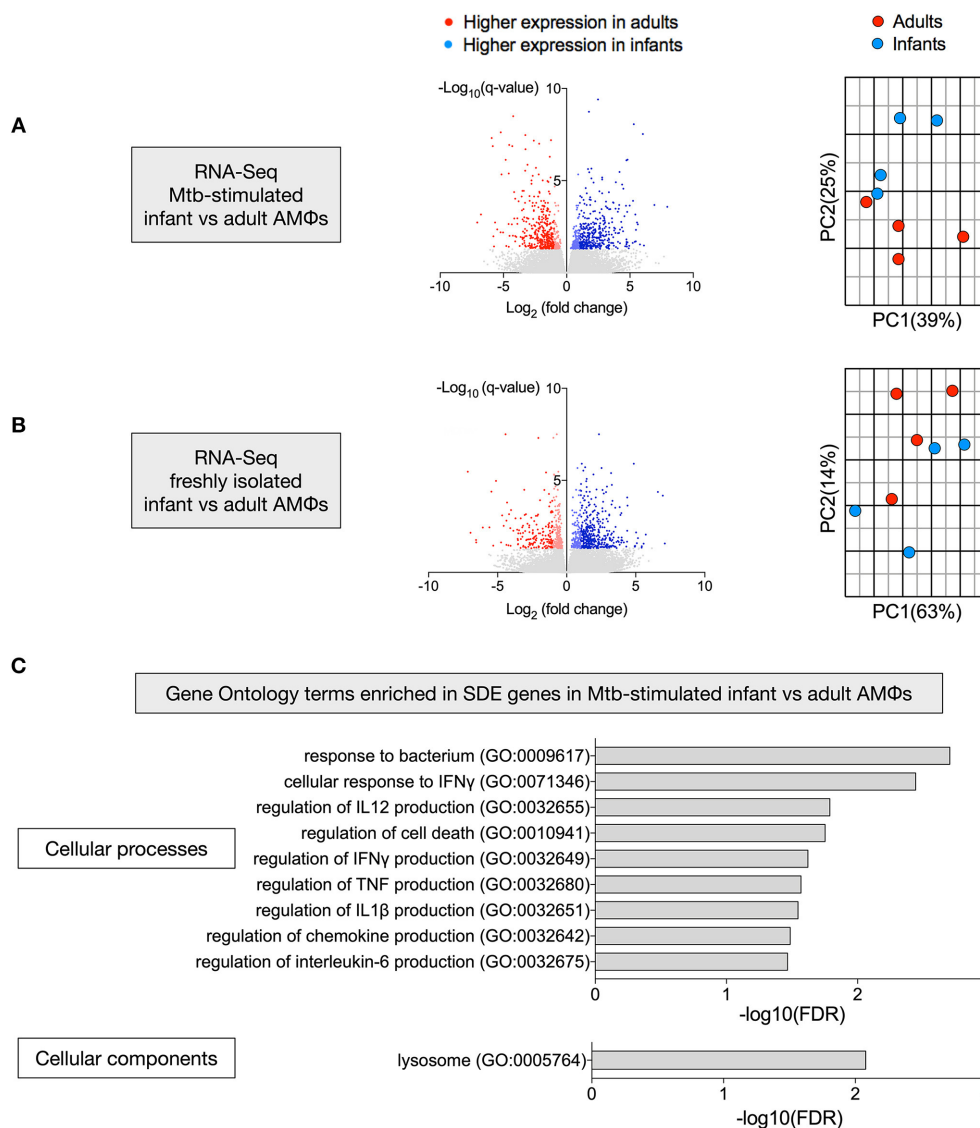 Higher expression in adults
Higher expression in infants
Adults
Infants
A
RNA-Seq
Mtb-stimulated
infant vs adult AMΦs
-Log10(q-value)
10
5
-10
-5
0
5
10
Log2 (fold change)
PC2(25%)
PC1(39%)
B
RNA-Seq
freshly isolated
infant vs adult AMΦs
-Log10 (q-value)
10
5
-10
-5
0
5
10
Log2 (fold change)
PC2(14%)
PC1(63%)
C
Gene Ontology terms enriched in SDE genes in Mtb-stimulated infant vs adult AMΦs
Cellular processes
response to bacterium (GO:0009617)
cellular response to IFNγ (GO:0071346)
regulation of IL12 production (GO:0032655)
regulation of cell death (GO:0010941)
regulation of IFNγ production (GO:0032649)
regulation of TNF production (GO:0032680)
regulation of IL1β production (GO:0032651)
regulation of chemokine production (GO:0032642)
regulation of interleukin-6 production (GO:0032675)
0
1
2
-log10(FDR)
Cellular components
lysosome (GO:0005764)
0
1
2
-log10(FDR)